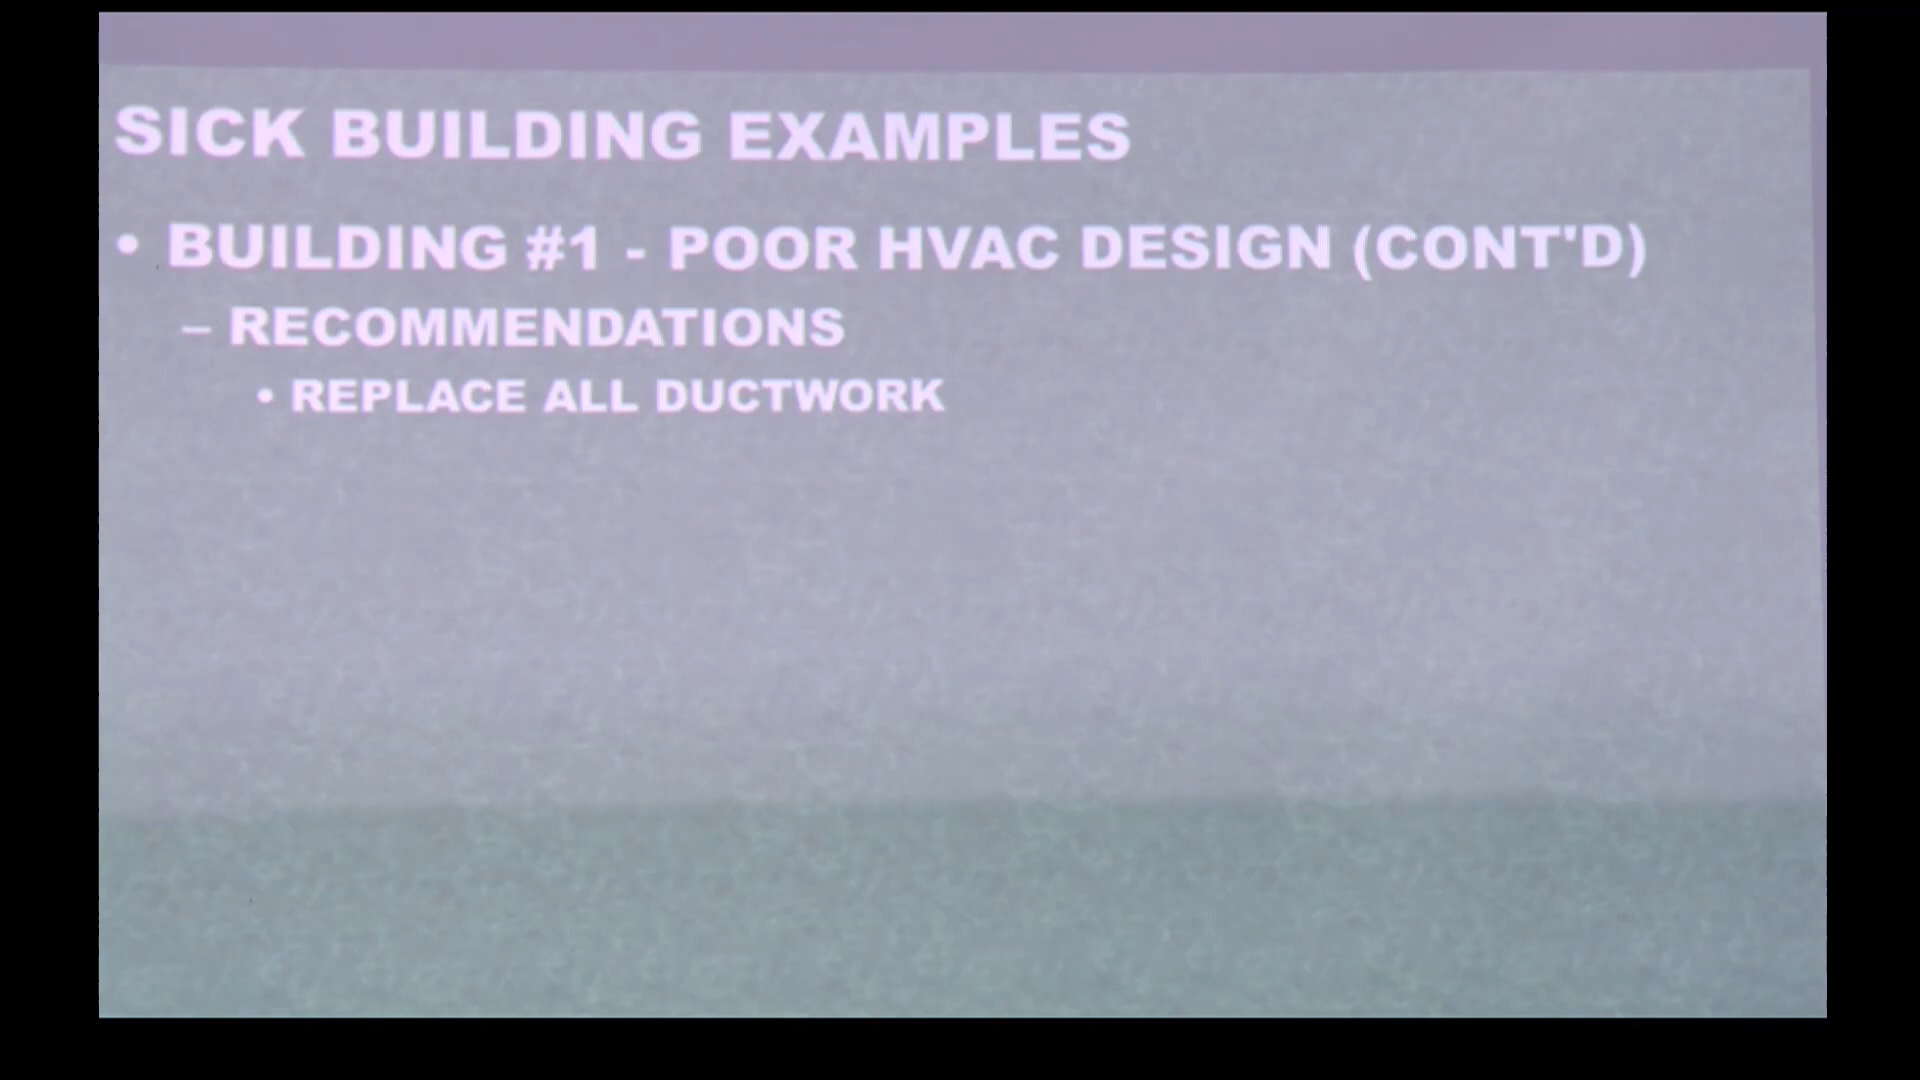 SICK BUILDING EXAMPLES
• BUILDING #1 - POOR HVAC DESIGN (CONT'D)
– RECOMMENDATIONS
• REPLACE ALL DUCTWORK